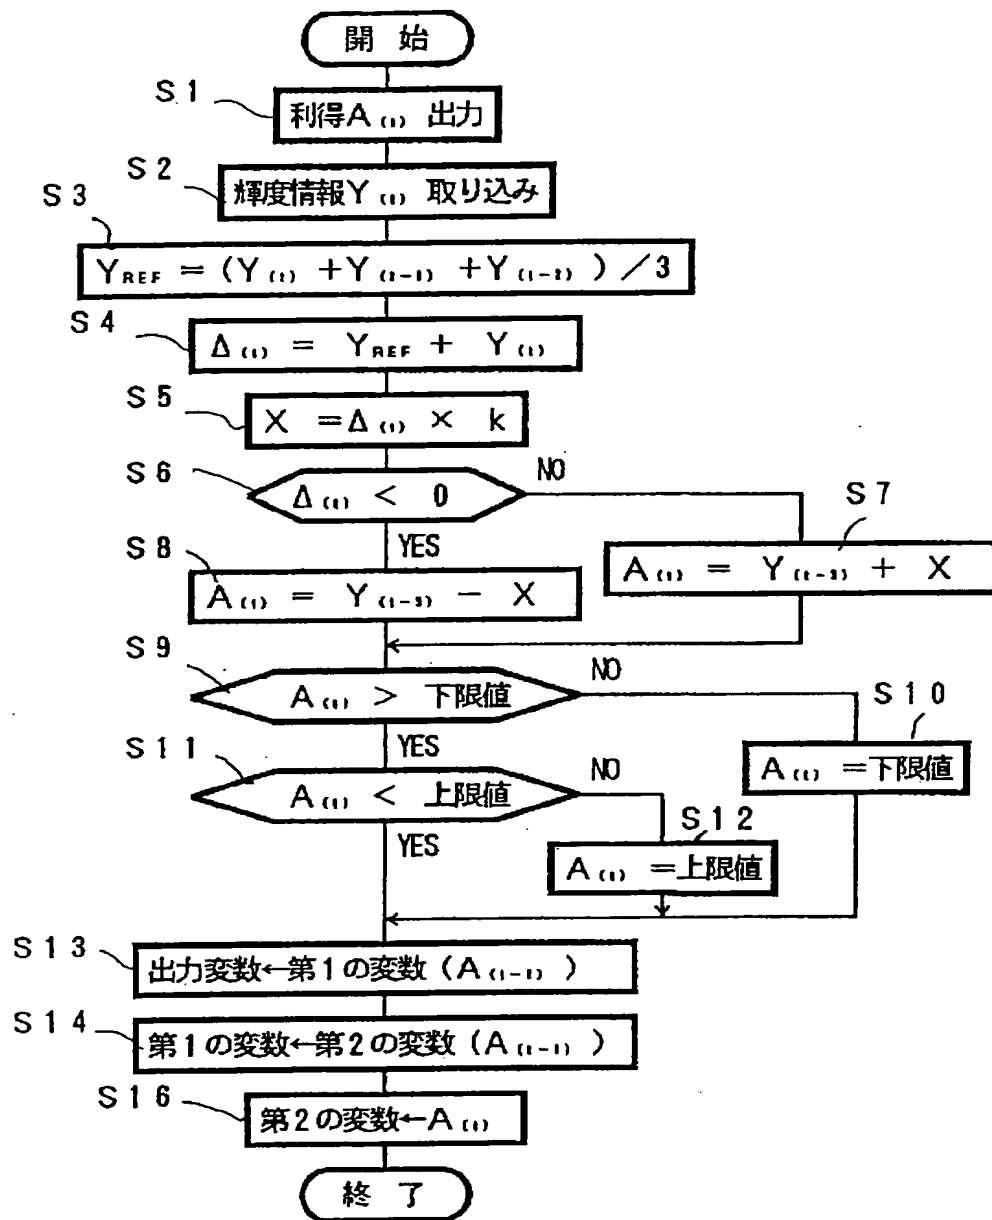 開 始
S1
利得A(t) 出力
S2
輝度情報Y(t) 取り込み
S3
YREF = (Y(t) +Y(t-1) +Y(t-2) ) /3
S4
Δ(t) = YREF + Y(t)
S5
X =Δ(t) × k
S6
Δ(t) < 0
NO
YES
S7
A(t) = Y(t-3) + X
S8
A(t) = Y(t-3) - X
S9
A(t) > 下限値
NO
YES
S10
A(t) =下限値
S11
A(t) < 上限値
NO
YES
S12
A(t) =上限値
S13
出力変数←第1の変数 (A(t-2) )
S14
第1の変数←第2の変数 (A(t-1) )
S16
第2の変数←A(t)
終 了